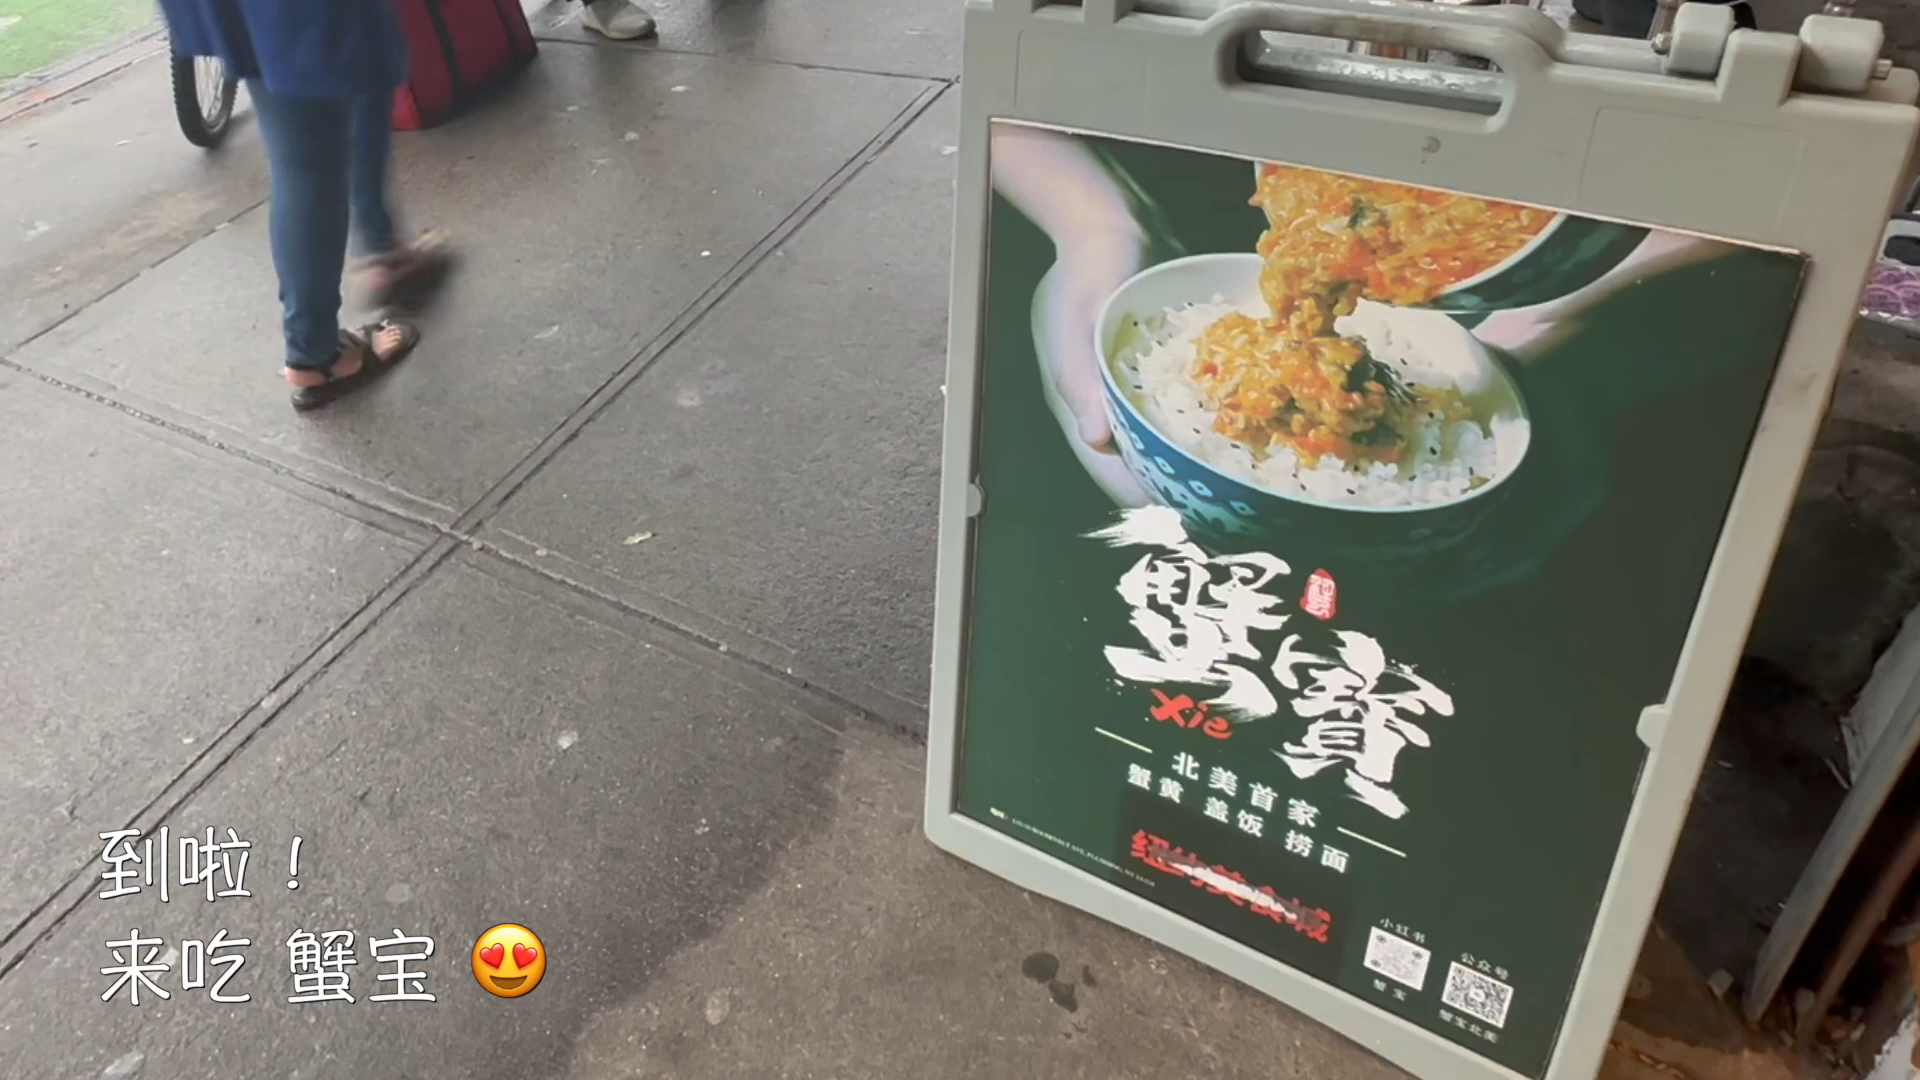 蟹寶
Xie
北美首家
蟹黄 盖饭 捞面
小红书
公众号
蟹宝
蟹宝北美
到啦！
来吃 蟹宝 😍